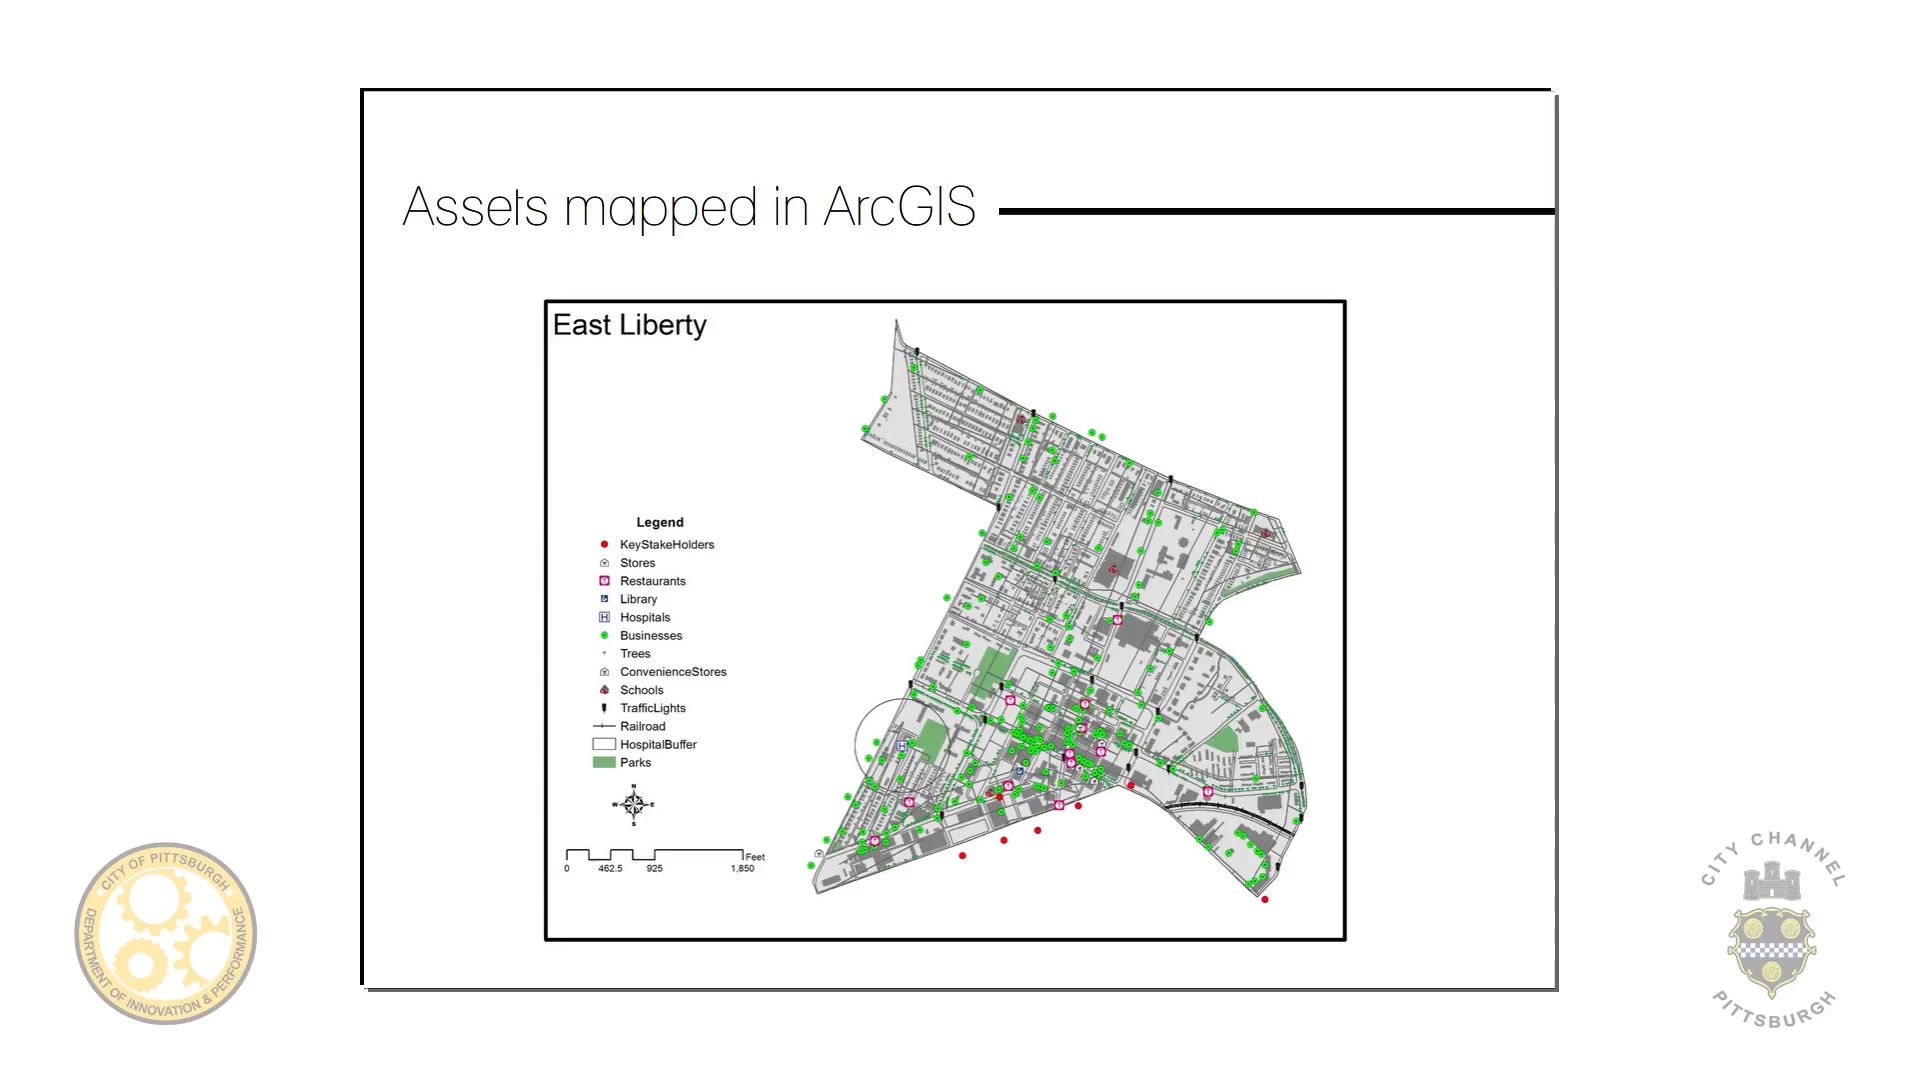 Assets mapped in ArcGIS
East Liberty
Legend
KeyStakeHolders
Stores
Restaurants
Library
Hospitals
Businesses
Trees
ConvenienceStores
Schools
TrafficLights
Railroad
HospitalBuffer
Parks
N
W E
S
Feet
0 462.5 925 1,850
H
CITY OF PITTSBURGH
DEPARTMENT OF INNOVATION & PERFORMANCE
CITY CHANNEL
PITTSBURGH